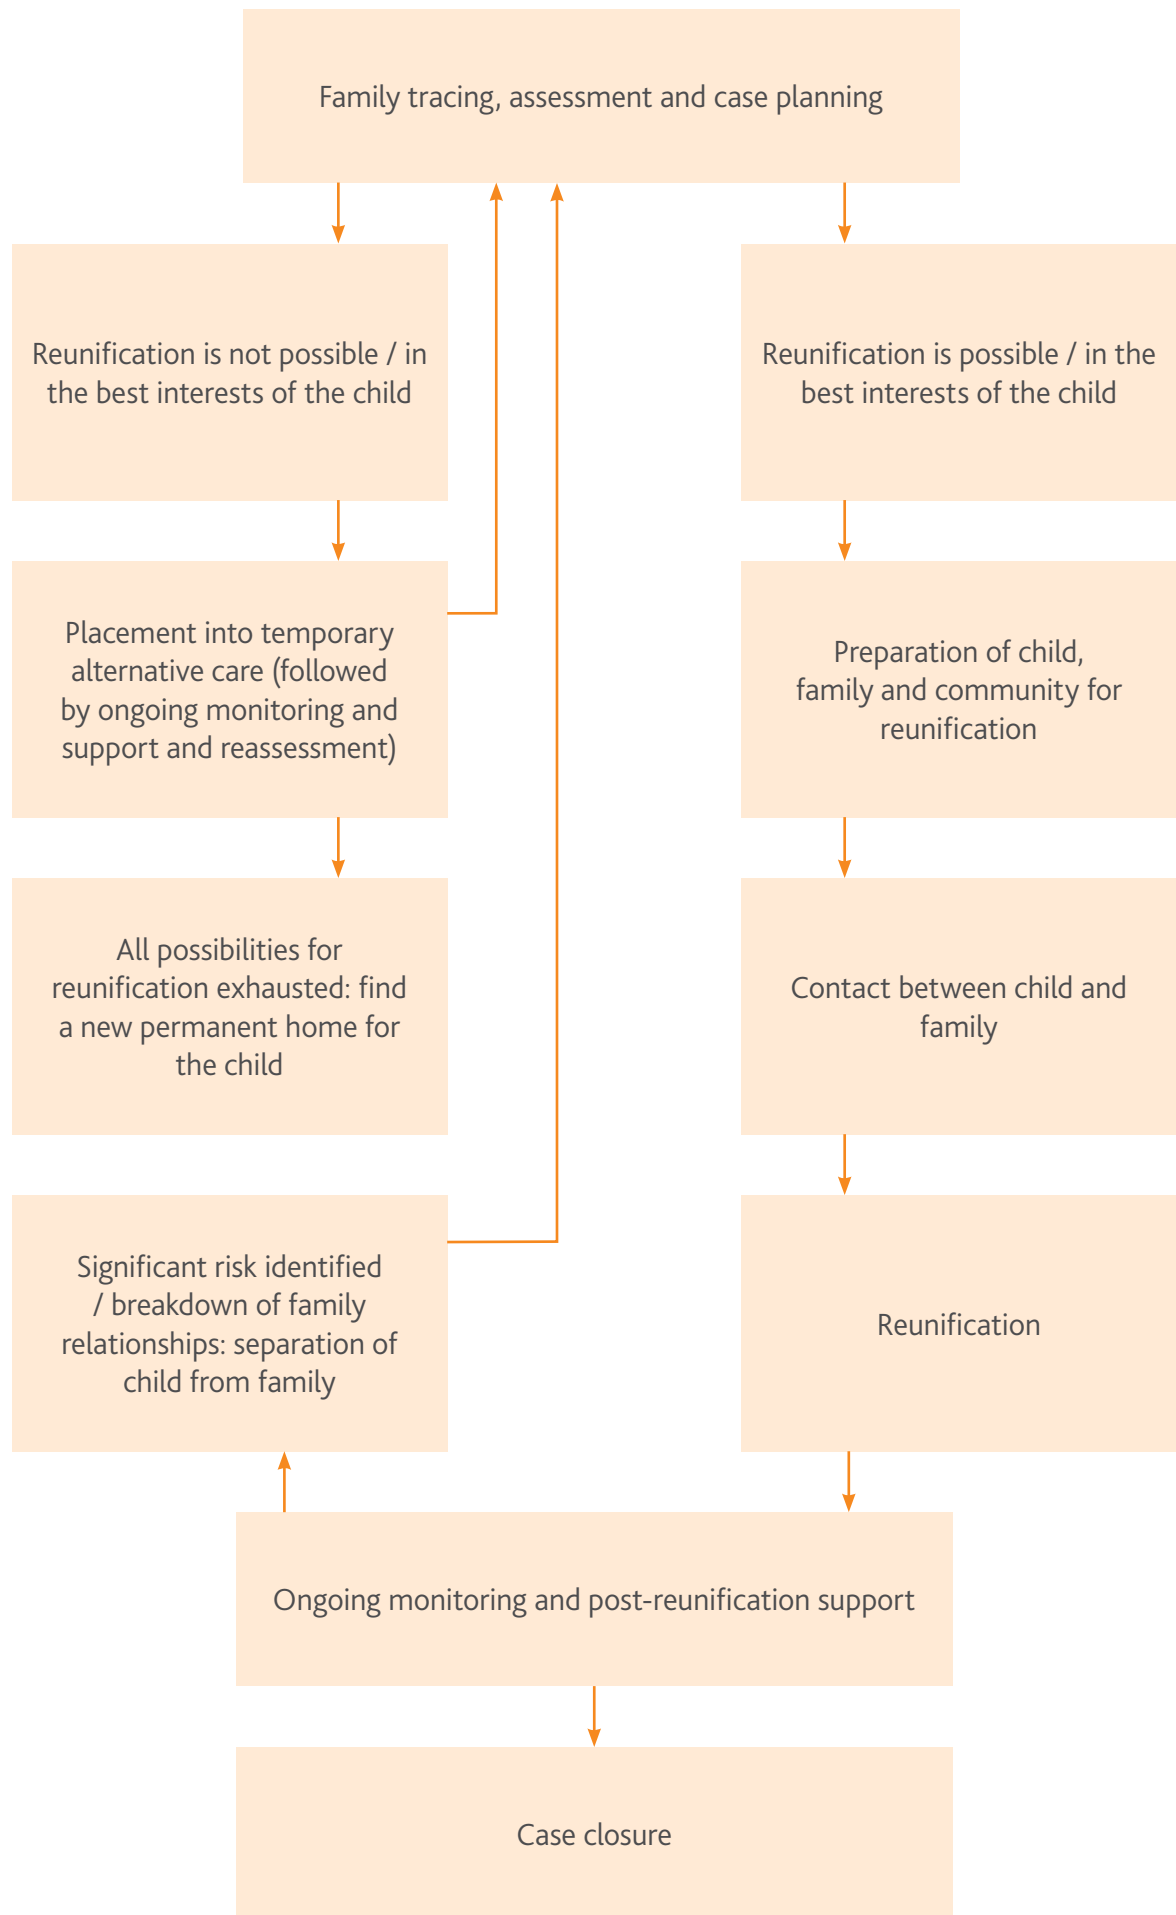 Family tracing, assessment and case planning
Reunification is not possible / in
the best interests of the child
Reunification is possible / in the
best interests of the child
Placement into temporary
alternative care (followed
by ongoing monitoring and
support and reassessment)
Preparation of child,
family and community for
reunification
All possibilities for
reunification exhausted: find
a new permanent home for
the child
Contact between child and
family
Significant risk identified
/ breakdown of family
relationships: separation of
child from family
Reunification
Ongoing monitoring and post-reunification support
Case closure